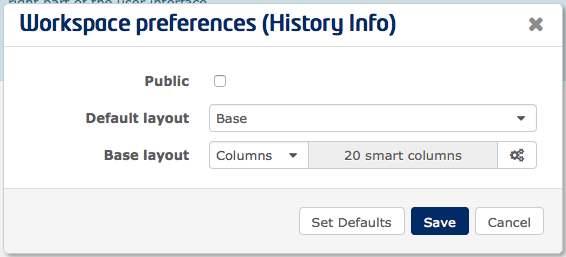 right part of the user interface
Workspace preferences (History Info)
Public
Default layout Base
Base layout Columns 20 smart columns
Set Defaults Save Cancel